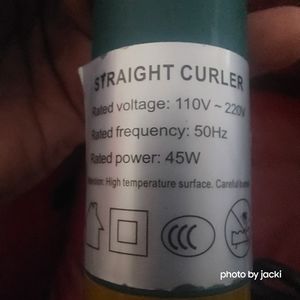 STRAIGHT CURLER
Rated voltage: 110V ~ 220V
Rated frequency: 50Hz
Rated power: 45W
High temperature surface. Careful
CCC
photo by jacki